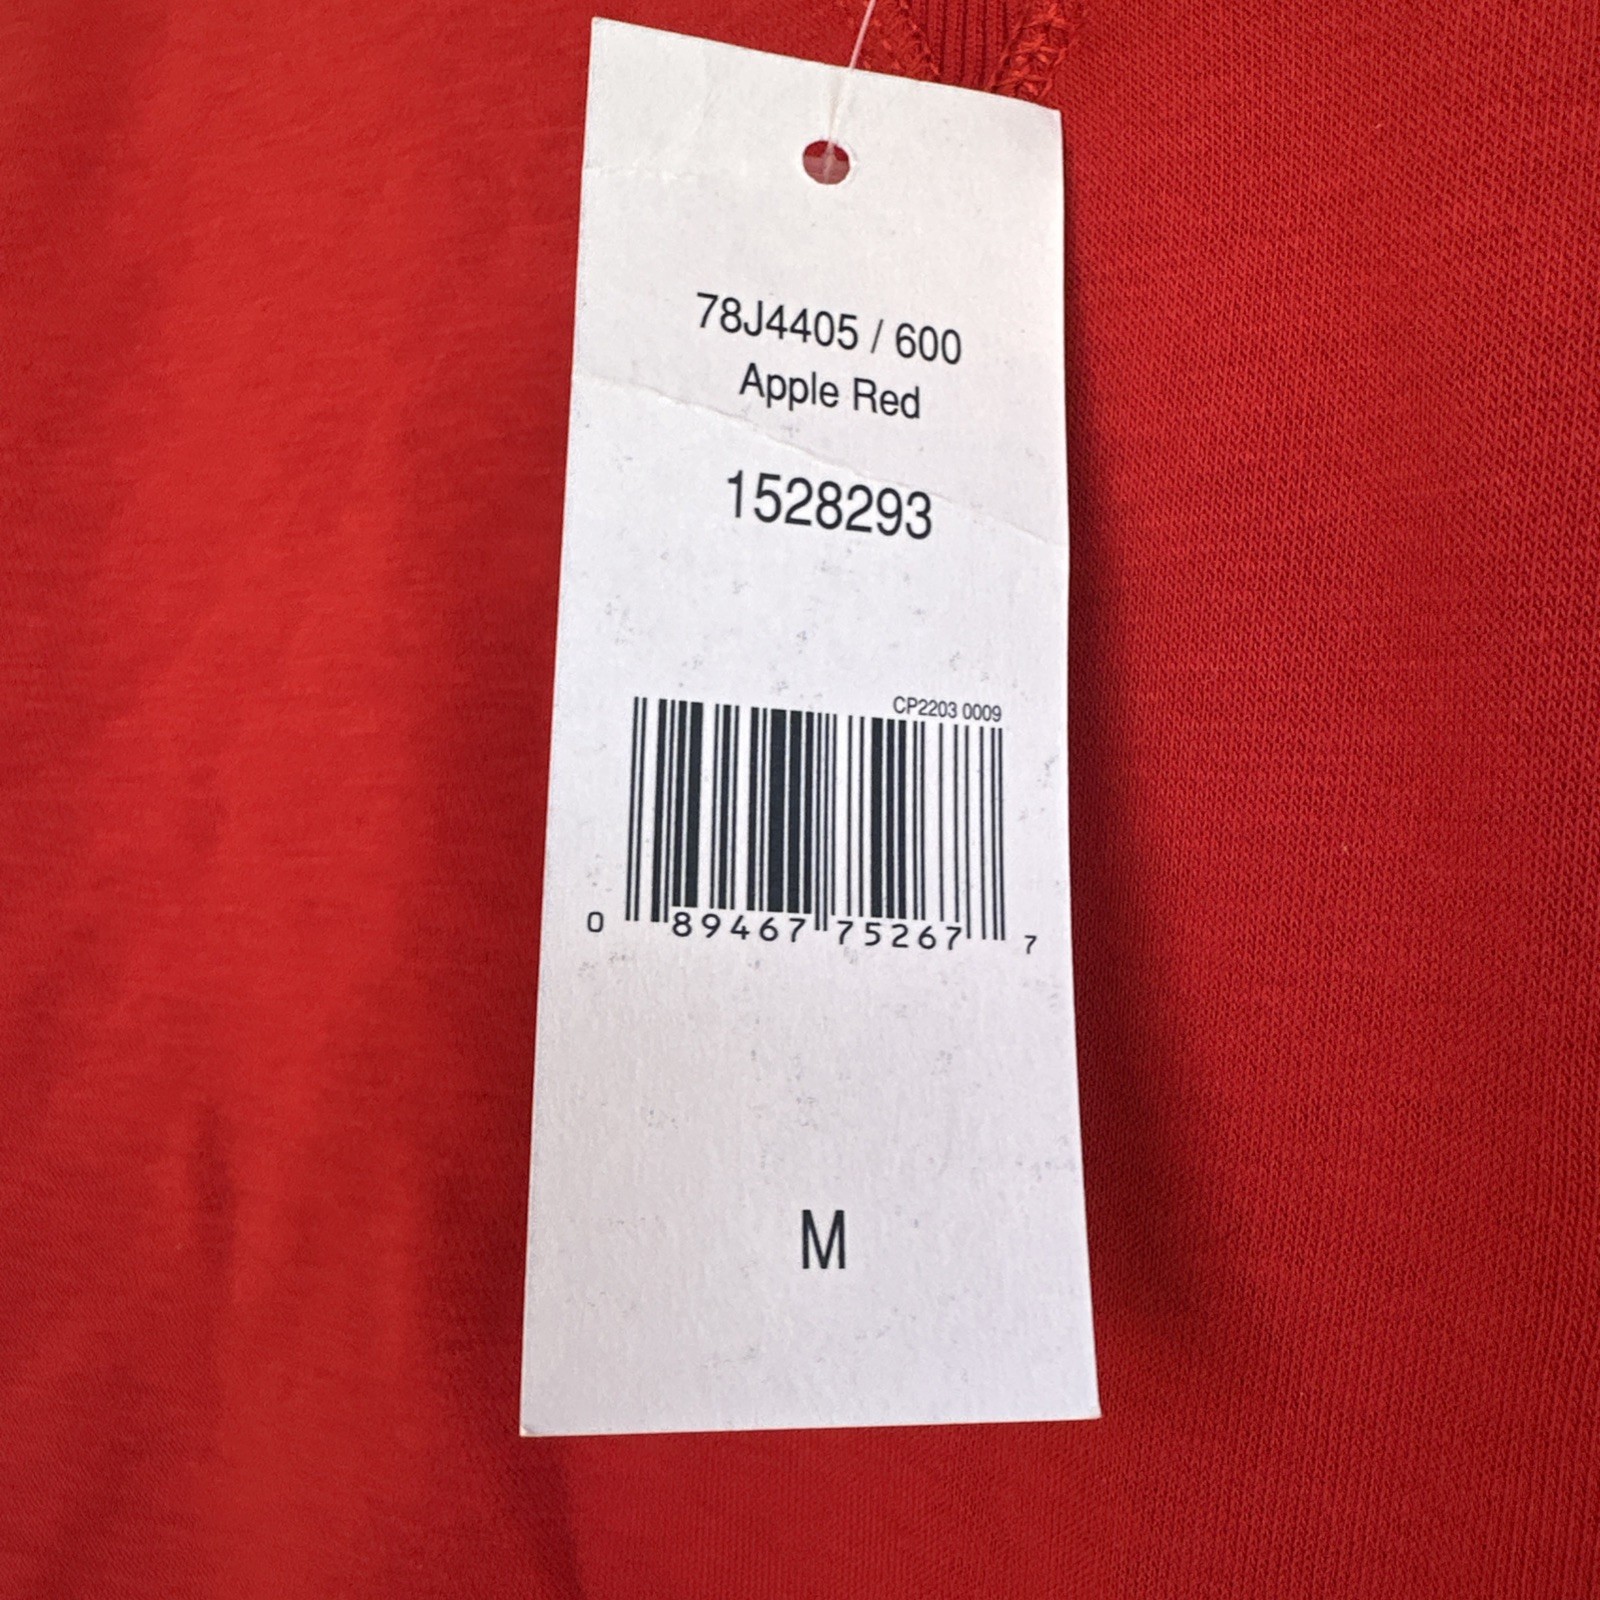 78J4405 / 600
Apple Red
1528293
CP2203 0009
0 89467 75267 7
M